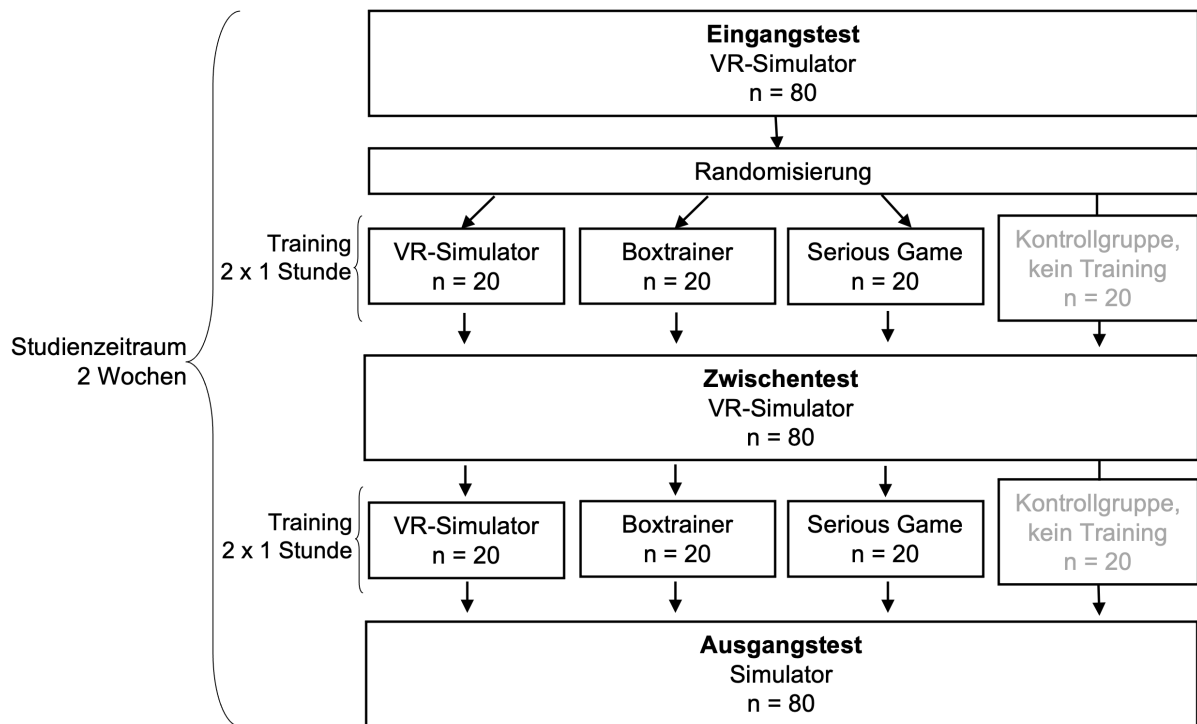 Eingangstest
VR-Simulator
n = 80
Randomisierung
Training
2 x 1 Stunde
VR-Simulator
n = 20
Boxtrainer
n = 20
Serious Game
n = 20
Kontrollgruppe,
kein Training
n = 20
Studienzeitraum
2 Wochen
Zwischentest
VR-Simulator
n = 80
Training
2 x 1 Stunde
VR-Simulator
n = 20
Boxtrainer
n = 20
Serious Game
n = 20
Kontrollgruppe,
kein Training
n = 20
Ausgangstest
Simulator
n = 80